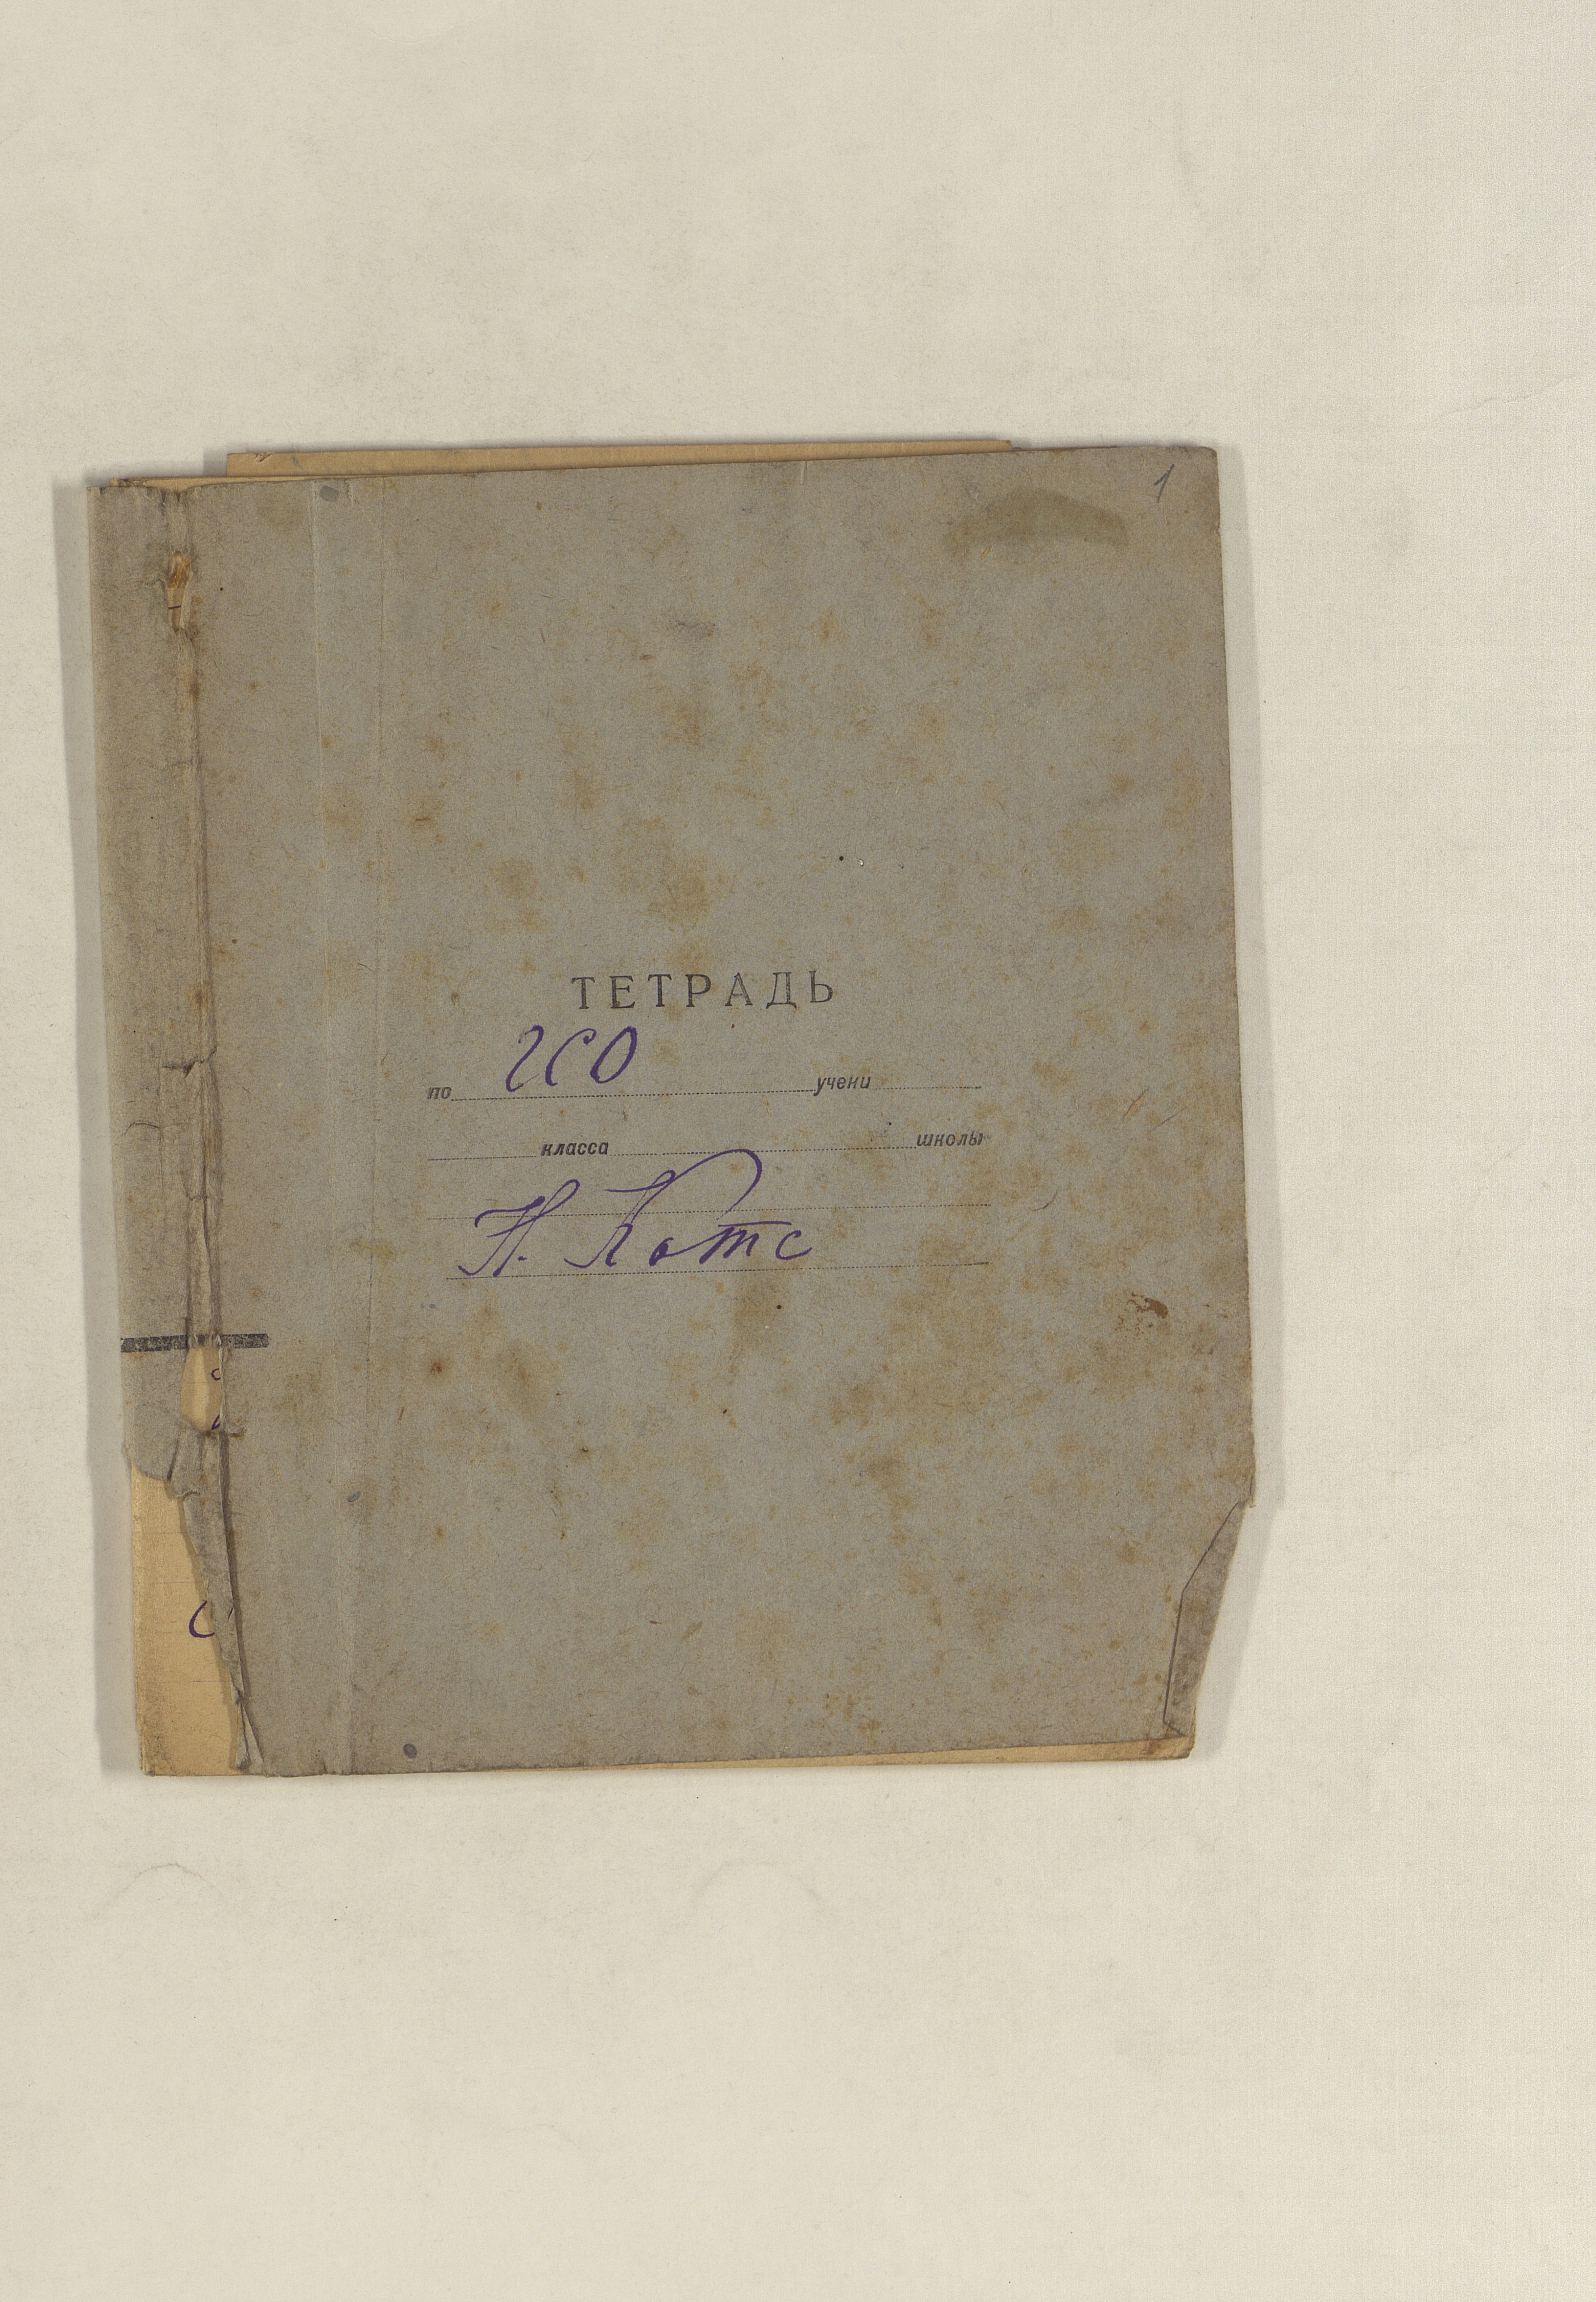 1
ТЕТРАДЬ
по ГСО учени
класса школы
Н. Котс